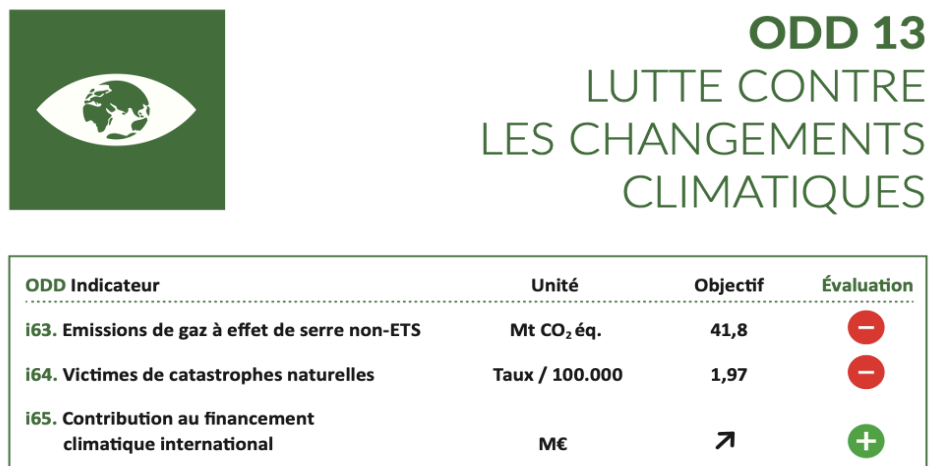 ODD 13
LUTTE CONTRE
LES CHANGEMENTS
CLIMATIQUES
ODD Indicateur Unité Objectif Évaluation
i63. Emissions de gaz à effet de serre non-ETS Mt CO₂ éq. 41,8 −
i64. Victimes de catastrophes naturelles Taux / 100.000 1,97 −
i65. Contribution au financement
climatique international M€ ↗ +